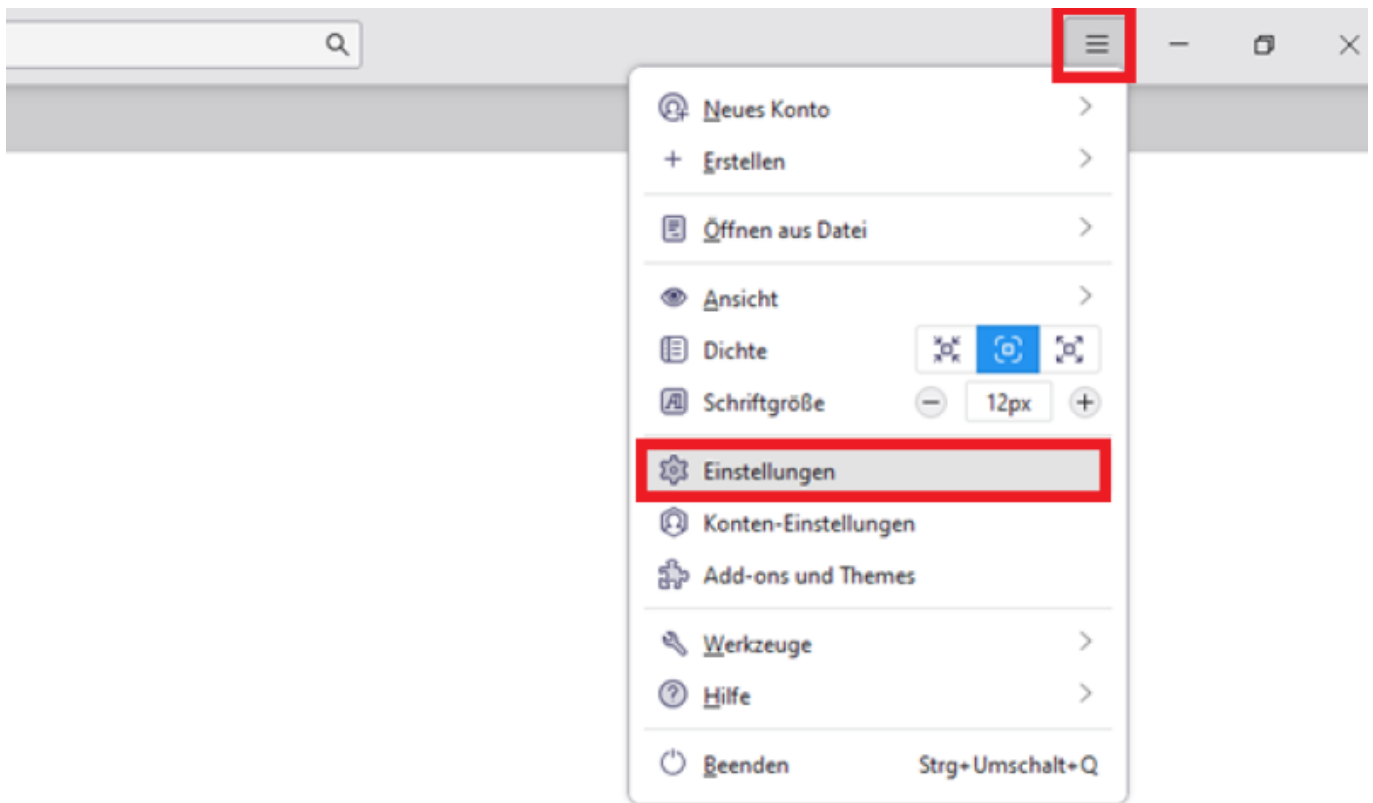 Neues Konto
Erstellen
Öffnen aus Datei
Ansicht
Dichte
Schriftgröße 12px
Einstellungen
Konten-Einstellungen
Add-ons und Themes
Werkzeuge
Hilfe
Beenden Strg+Umschalt+Q